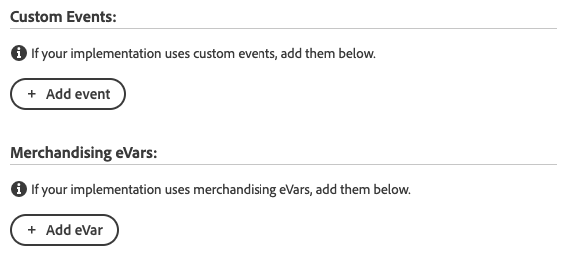 Custom Events:
If your implementation uses custom events, add them below.
+ Add event
Merchandising eVars:
If your implementation uses merchandising eVars, add them below.
+ Add eVar